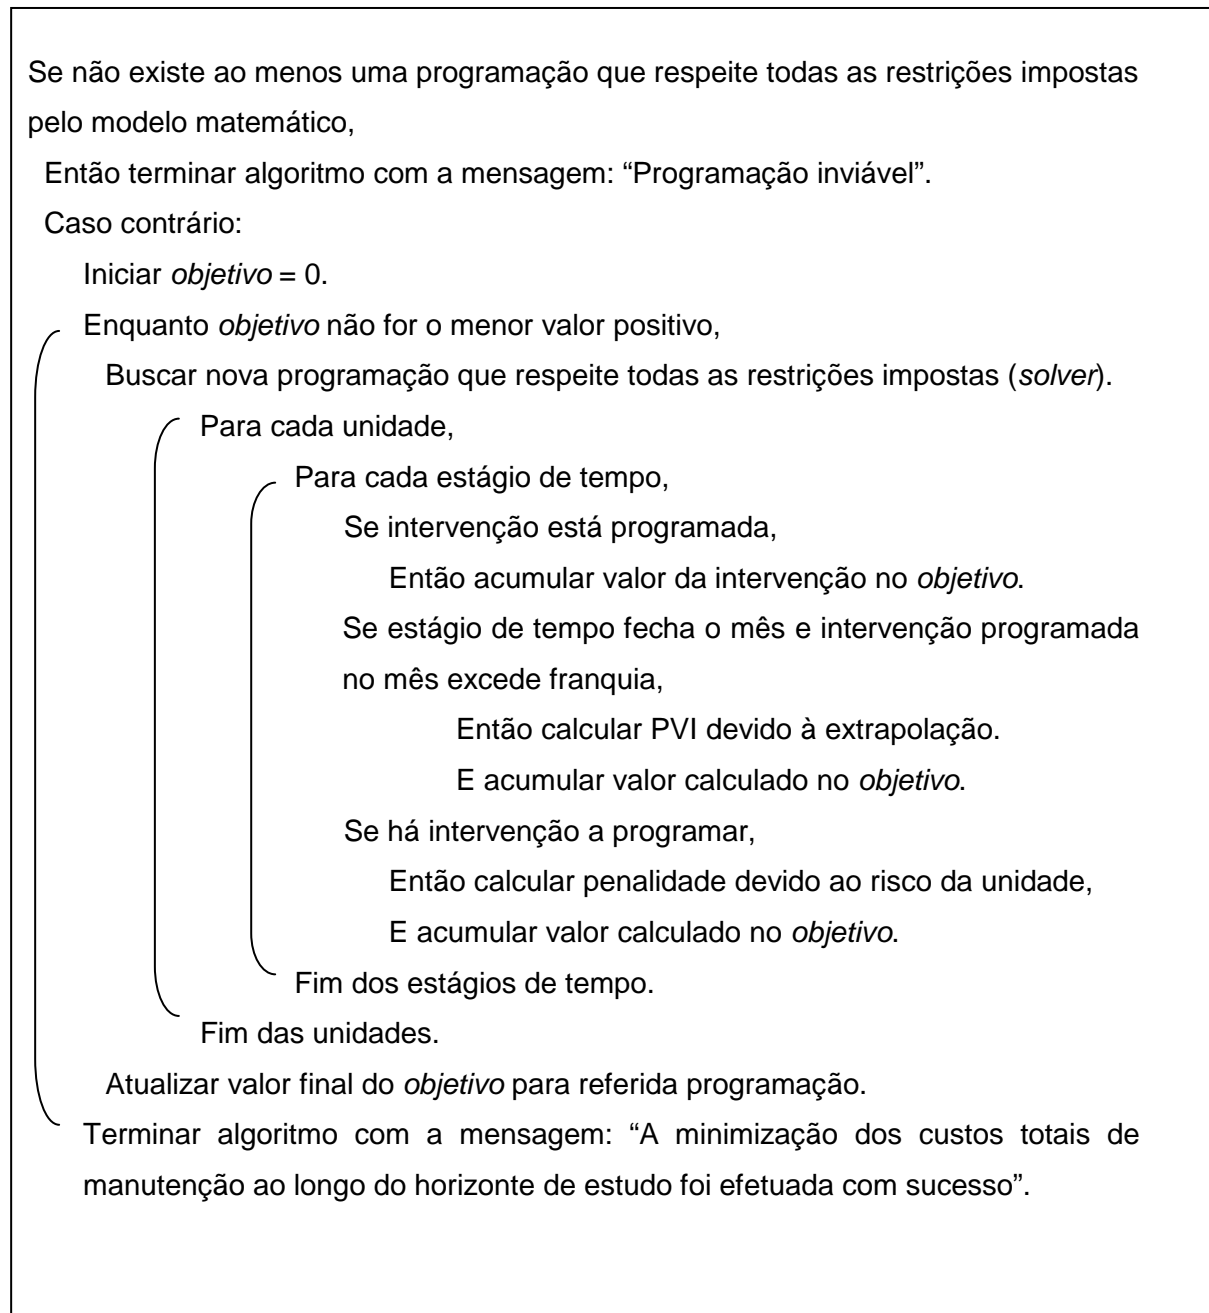 Se não existe ao menos uma programação que respeite todas as restrições impostas
pelo modelo matemático,
Então terminar algoritmo com a mensagem: “Programação inviável”.
Caso contrário:
Iniciar objetivo = 0.
Enquanto objetivo não for o menor valor positivo,
Buscar nova programação que respeite todas as restrições impostas (solver).
Para cada unidade,
Para cada estágio de tempo,
Se intervenção está programada,
Então acumular valor da intervenção no objetivo.
Se estágio de tempo fecha o mês e intervenção programada
no mês excede franquia,
Então calcular PVI devido à extrapolação.
E acumular valor calculado no objetivo.
Se há intervenção a programar,
Então calcular penalidade devido ao risco da unidade,
E acumular valor calculado no objetivo.
Fim dos estágios de tempo.
Fim das unidades.
Atualizar valor final do objetivo para referida programação.
Terminar algoritmo com a mensagem: “A minimização dos custos totais de
manutenção ao longo do horizonte de estudo foi efetuada com sucesso”.